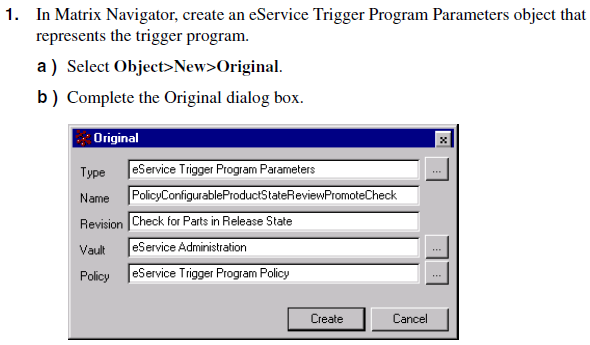 1. In Matrix Navigator, create an eService Trigger Program Parameters object that
represents the trigger program.
a ) Select Object>New>Original.
b ) Complete the Original dialog box.
Original
Type eService Trigger Program Parameters ...
Name PolicyConfigurableProductStateReviewPromoteCheck
Revision Check for Parts in Release State
Vault eService Administration ...
Policy eService Trigger Program Policy ...
Create Cancel